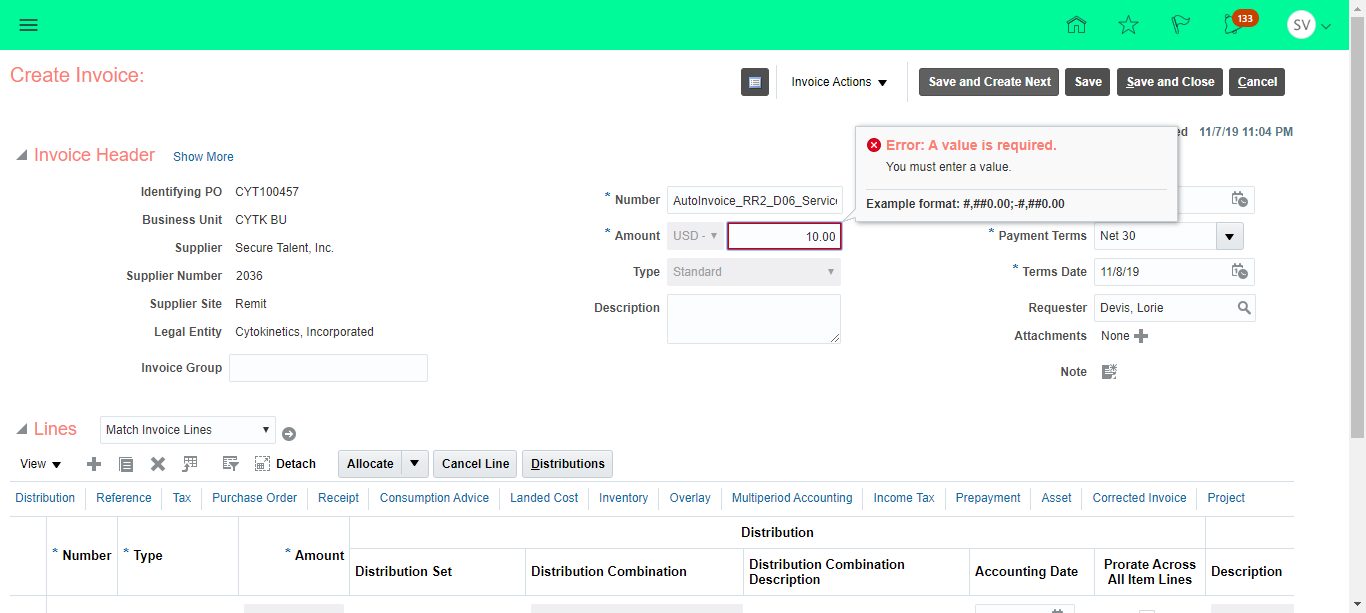 133
SV
Create Invoice:
Invoice Actions
Save and Create Next
Save
Save and Close
Cancel
11/7/19 11:04 PM
Error: A value is required.
You must enter a value.
Example format: #,##0.00;-#,##0.00
Invoice Header
Show More
Identifying PO CYT100457
Business Unit CYTK BU
Supplier Secure Talent, Inc.
Supplier Number 2036
Supplier Site Remit
Legal Entity Cytokinetics, Incorporated
Invoice Group
* Number AutoInvoice_RR2_D06_Service
* Amount USD - 10.00
Type Standard
Description
* Payment Terms Net 30
* Terms Date 11/8/19
Requester Devis, Lorie
Attachments None
Note
Lines
Match Invoice Lines
View
Detach
Allocate
Cancel Line
Distributions
Distribution Reference Tax Purchase Order Receipt Consumption Advice Landed Cost Inventory Overlay Multiperiod Accounting Income Tax Prepayment Asset Corrected Invoice Project
Distribution
* Number
* Type
* Amount
Distribution Set
Distribution Combination
Distribution Combination
Description
Accounting Date
Prorate Across
All Item Lines
Description